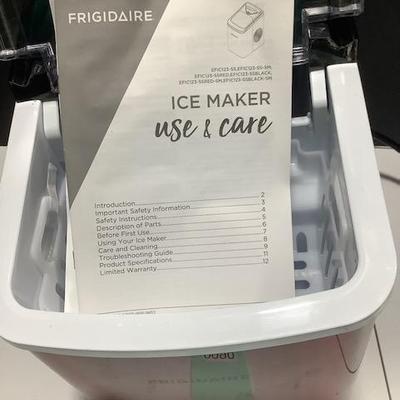 FRIGIDAIRE
EFIC123-SS,EFIC123-SS-SM,
EFIC123-SSRED,EFIC123-SSBLACK,
EFIC123-SSRED-SM,EFIC123-SSBLACK-SM
ICE MAKER
use & care
Introduction 2
Important Safety Information 3
Safety Instructions 4
Description of Parts 5
Before First Use 6
Using Your Ice Maker 7
Care and Cleaning 8
Troubleshooting Guide 9
Product Specifications 11
Limited Warranty 12
FRIGIDAIRE